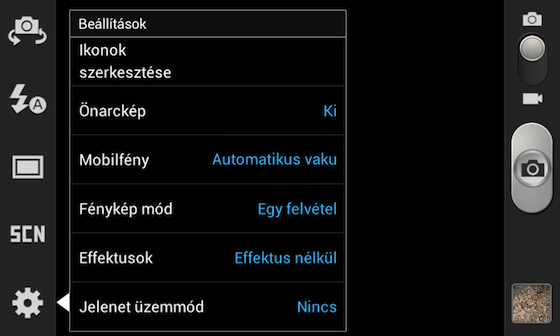 Beállítások
Ikonok
szerkesztése
Önarckép Ki
Mobilfény Automatikus vaku
Fénykép mód Egy felvétel
SCN
Effektusok Effektus nélkül
Jelenet üzemmód Nincs